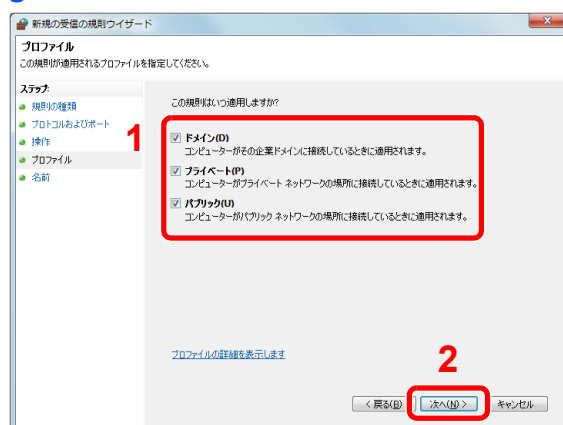 新規の受信の規則ウィザード
プロファイル
この規則が適用されるプロファイルを指定してください。
ステップ:
規則の種類
プロトコルおよびポート
操作
プロファイル
名前
この規則はいつ適用しますか?
1
ドメイン(D)
コンピューターがその企業ドメインに接続しているときに適用されます。
プライベート(P)
コンピューターがプライベート ネットワークの場所に接続しているときに適用されます。
パブリック(U)
コンピューターがパブリック ネットワークの場所に接続しているときに適用されます。
プロファイルの詳細を表示します
2
< 戻る(B)
次へ(N) >
キャンセル